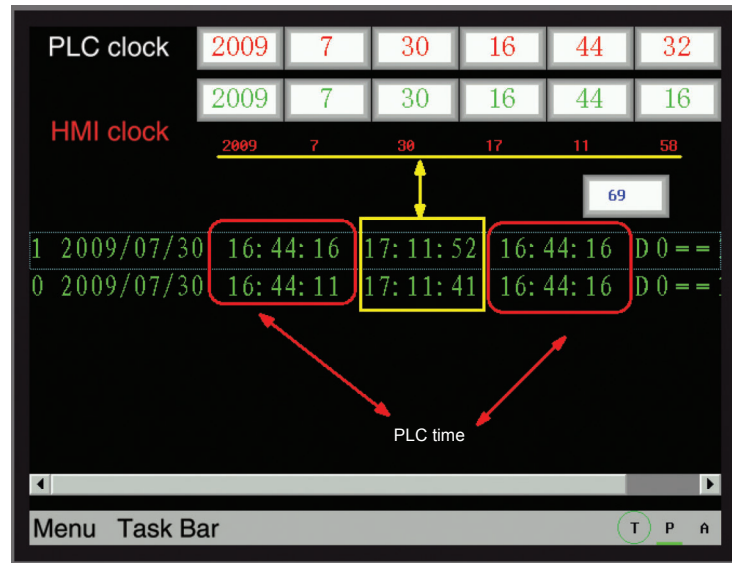 PLC clock 2009 7 30 16 44 32
2009 7 30 16 44 16
HMI clock
2009 7 30 17 11 58
69
1 2009/07/30 16:44:16 17:11:52 16:44:16 D0==
0 2009/07/30 16:44:11 17:11:41 16:44:16 D0==
PLC time
Menu Task Bar T P A